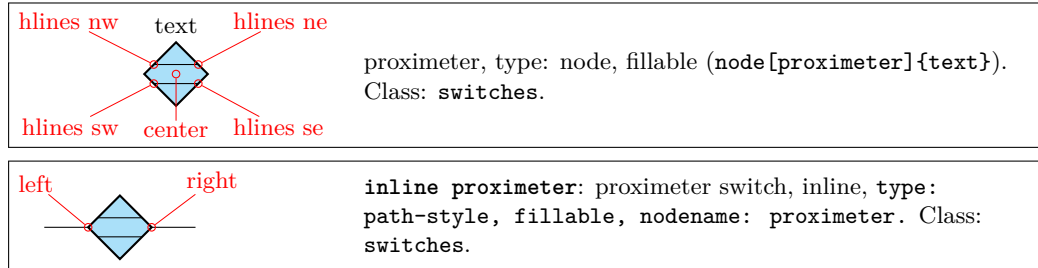 hlines nw text hlines ne
hlines sw center hlines se
proximeter, type: node, fillable (node[proximeter]{text}).
Class: switches.
left right
inline proximeter: proximeter switch, inline, type:
path-style, fillable, nodename: proximeter. Class:
switches.